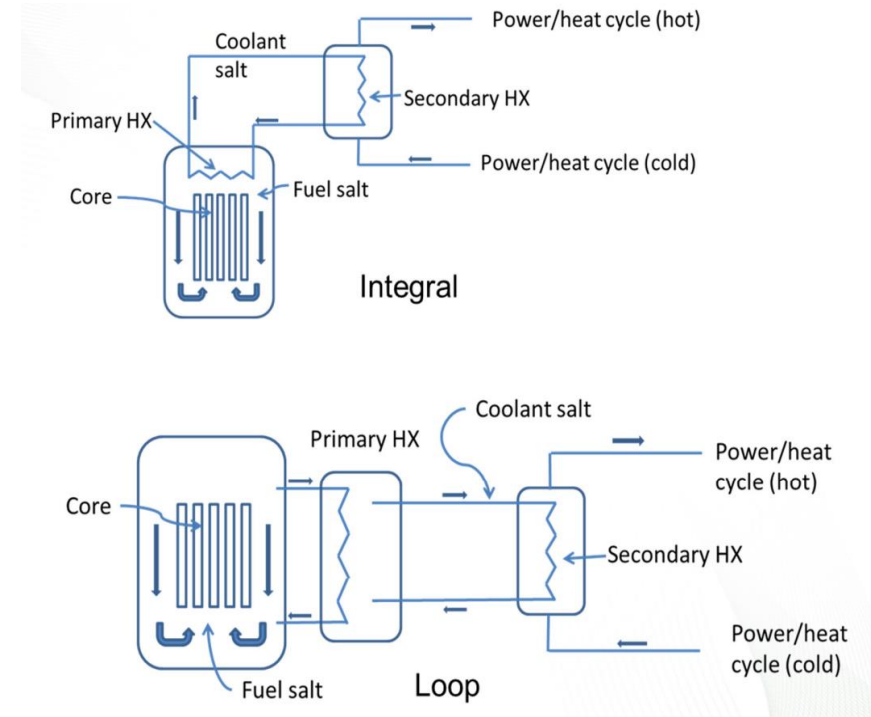 Power/heat cycle (hot)
Coolant
salt
Secondary HX
Primary HX
Power/heat cycle (cold)
Core
Fuel salt
Integral
Coolant salt
Primary HX
Power/heat
cycle (hot)
Core
Secondary HX
Power/heat
cycle (cold)
Fuel salt
Loop